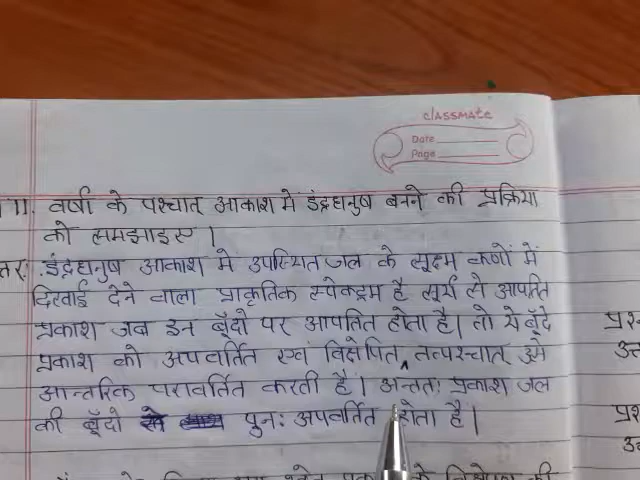 classmate
Date
Page
11. वर्षा के पश्चात् आकाश में इंद्रधनुष बनने की प्रक्रिया
को समझाइए।
तर: इंद्रधनुष आकाश मे उपस्थित जल के सूक्ष्म कणों में
दिखाई देने वाला प्राकृतिक स्पेक्ट्रम है सूर्य से आपतित
प्रकाश जब इन बूँदो पर आपतित होता है। तो ये बूँदे
प्रकाश को अपवर्तित एवं विक्षेपित, तत्पश्चात् उसे
आन्तरिक परावर्तित करती है। अन्ततः प्रकाश जल
की बूँदो से पुनः अपवर्तित होता है।
प्रश
उत्त
प्रश